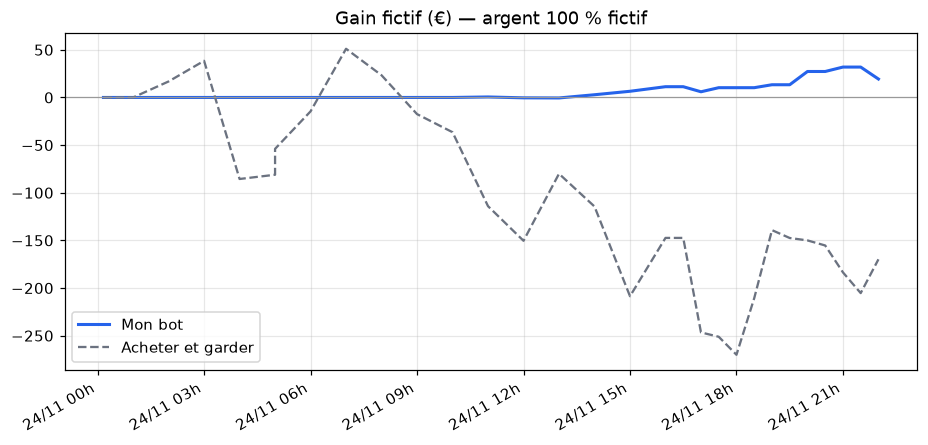 Gain fictif (€) — argent 100 % fictif
50
0
−50
−100
−150
−200
−250
Mon bot
Acheter et garder
24/11 00h
24/11 03h
24/11 06h
24/11 09h
24/11 12h
24/11 15h
24/11 18h
24/11 21h